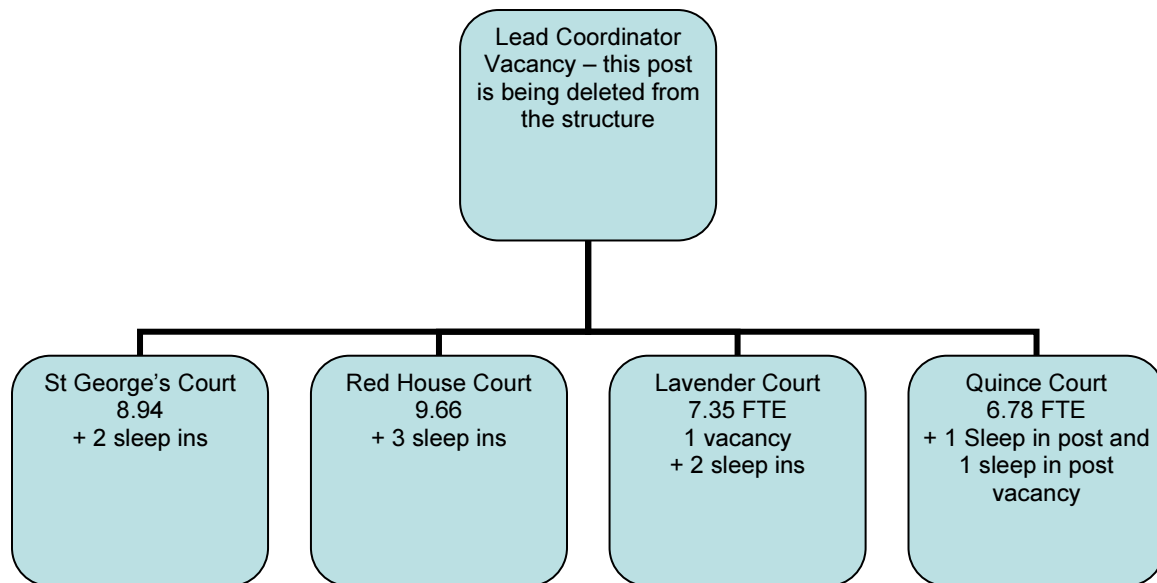 Lead Coordinator
Vacancy – this post
is being deleted from
the structure
St George’s Court
8.94
+ 2 sleep ins
Red House Court
9.66
+ 3 sleep ins
Lavender Court
7.35 FTE
1 vacancy
+ 2 sleep ins
Quince Court
6.78 FTE
+ 1 Sleep in post and
1 sleep in post
vacancy